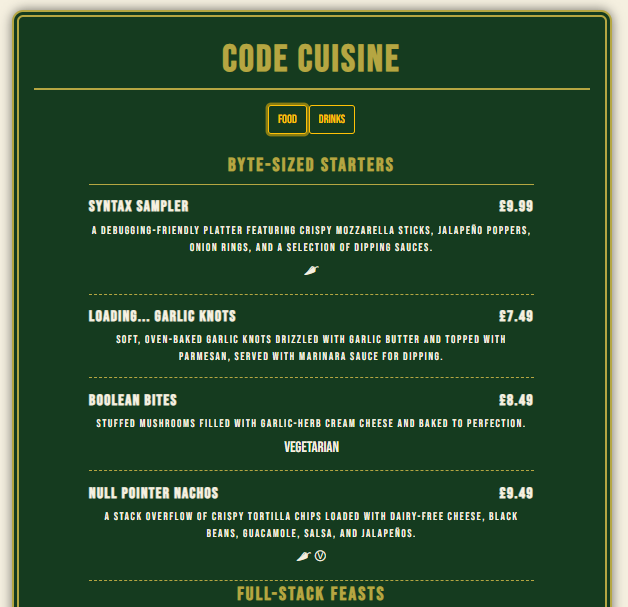 CODE CUISINE
FOOD DRINKS
BYTE-SIZED STARTERS
SYNTAX SAMPLER £9.99
A DEBUGGING-FRIENDLY PLATTER FEATURING CRISPY MOZZARELLA STICKS, JALAPEÑO POPPERS,
ONION RINGS, AND A SELECTION OF DIPPING SAUCES.
LOADING... GARLIC KNOTS £7.49
SOFT, OVEN-BAKED GARLIC KNOTS DRIZZLED WITH GARLIC BUTTER AND TOPPED WITH
PARMESAN, SERVED WITH MARINARA SAUCE FOR DIPPING.
BOOLEAN BITES £8.49
STUFFED MUSHROOMS FILLED WITH GARLIC-HERB CREAM CHEESE AND BAKED TO PERFECTION.
VEGETARIAN
NULL POINTER NACHOS £9.49
A STACK OVERFLOW OF CRISPY TORTILLA CHIPS LOADED WITH DAIRY-FREE CHEESE, BLACK
BEANS, GUACAMOLE, SALSA, AND JALAPEÑOS.
Ⓥ
FULL-STACK FEASTS